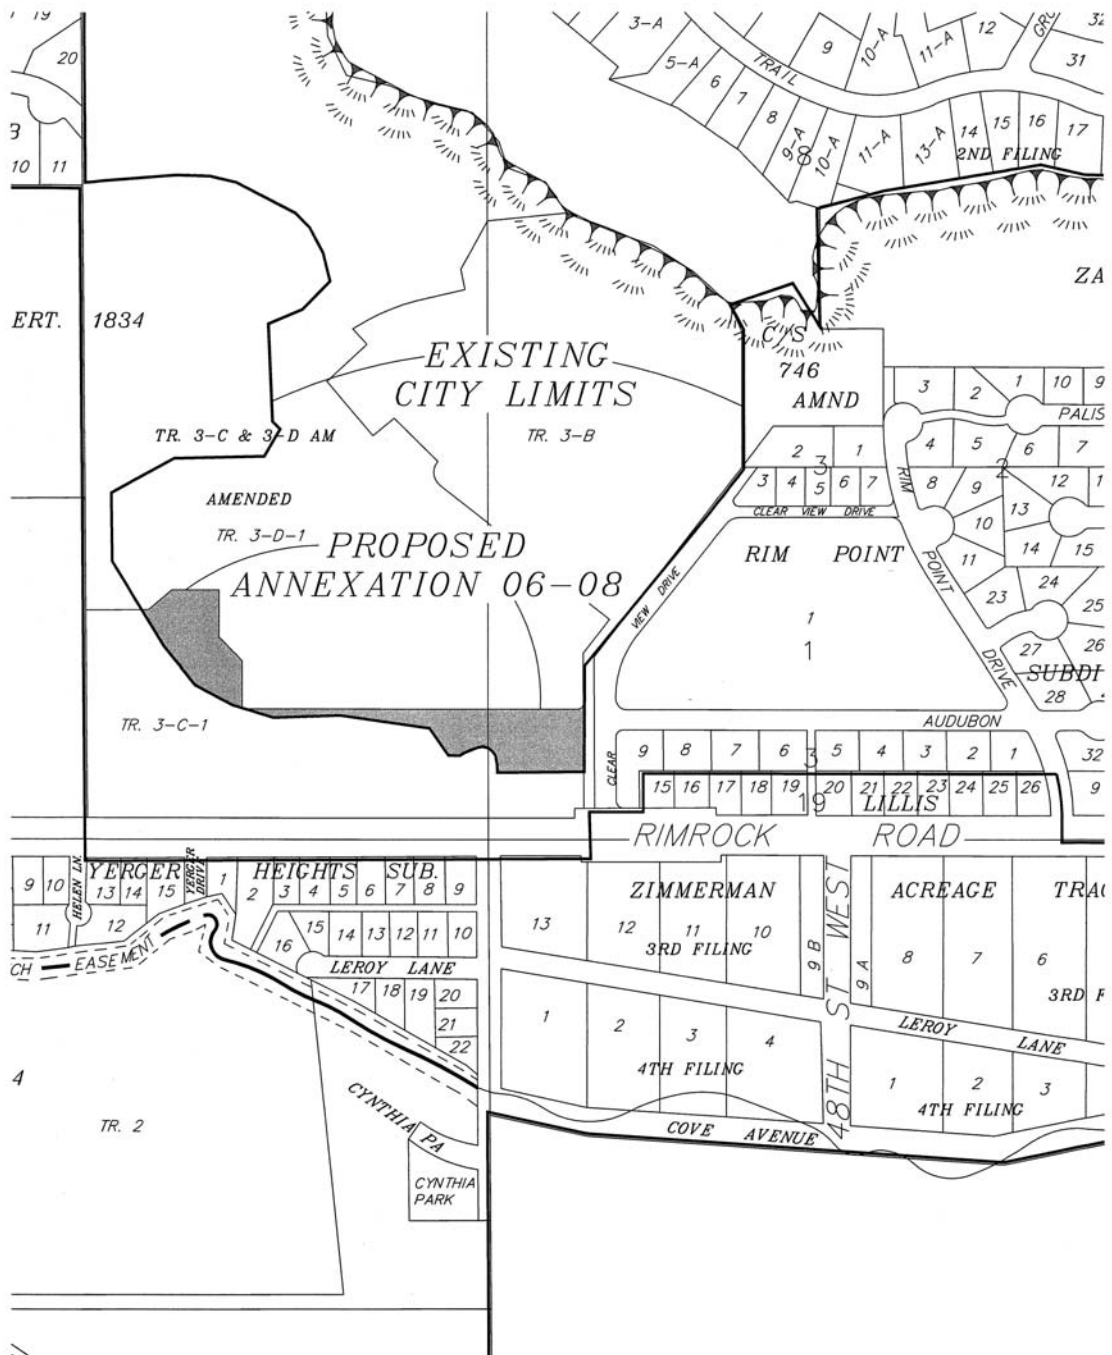 19
3-A
9
10-A
11-A
12
32
20
5-A
TRAIL
31
6
7
8
9-A
10-A
11-A
13-A
14
15
16
17
8
2ND FILING
10
11
ZA
ERT. 1834
C/S
746
AMND
EXISTING
CITY LIMITS
TR. 3-C & 3-D AM
TR. 3-B
3
2
1
10
9
PALIS
2
1
3
4
5
6
7
3
4
5
6
7
2
CLEAR VIEW DRIVE
RIM
POINT
DRIVE
8
9
12
1
10
13
11
14
15
AMENDED
TR. 3-D-1
PROPOSED
ANNEXATION 06-08
RIM POINT
VIEW DRIVE
1
1
23
24
25
26
27
28
SUBDI
TR. 3-C-1
AUDUBON
CLEAR
9
8
7
6
3
5
4
3
2
1
32
15
16
17
18
19
20
21
22
23
24
25
26
9
19
LILLIS
RIMROCK ROAD
YERGER
HEIGHTS SUB.
HELEN LN.
YERGER
DRIVE
9
10
13
14
15
1
2
3
4
5
6
7
8
9
11
12
16
15
14
13
12
11
10
CH
EASEMENT
LEROY LANE
17
18
19
20
21
22
ZIMMERMAN
ACREAGE
13
12
11
10
3RD FILING
9B
9A
8
7
6
3RD F
48TH ST WEST
LEROY LANE
1
2
3
4
4TH FILING
1
2
3
4TH FILING
4
TR. 2
CYNTHIA PA
COVE AVENUE
CYNTHIA
PARK